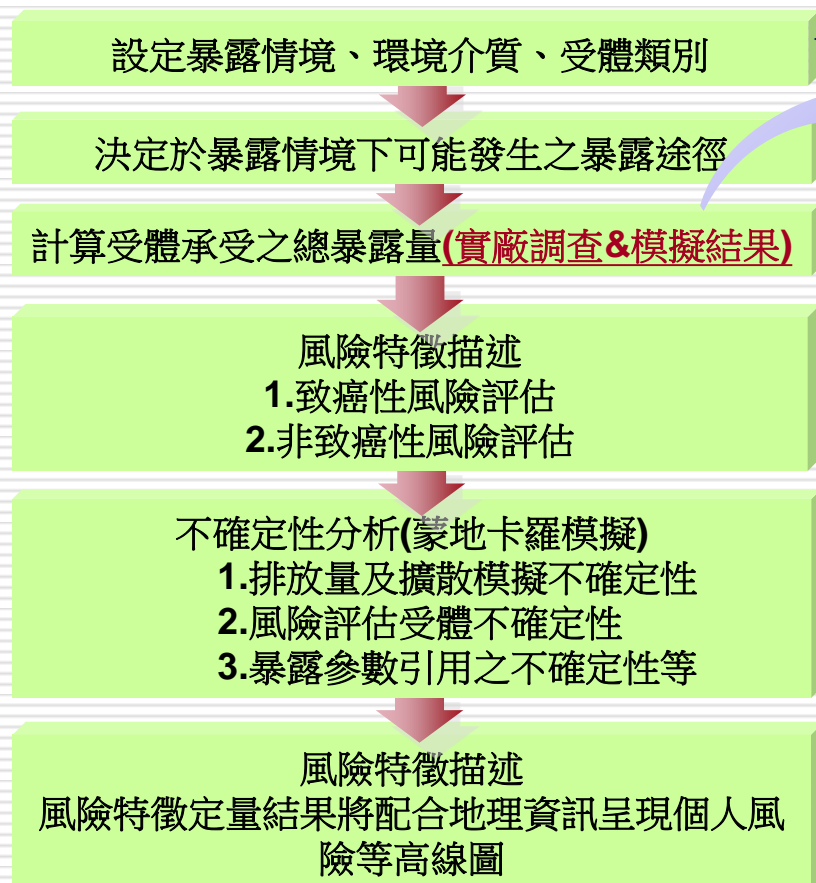 設定暴露情境、環境介質、受體類別
決定於暴露情境下可能發生之暴露途徑
計算受體承受之總暴露量(實廠調查&模擬結果)
風險特徵描述
1.致癌性風險評估
2.非致癌性風險評估
不確定性分析(蒙地卡羅模擬)
1.排放量及擴散模擬不確定性
2.風險評估受體不確定性
3.暴露參數引用之不確定性等
風險特徵描述
風險特徵定量結果將配合地理資訊呈現個人風
險等高線圖